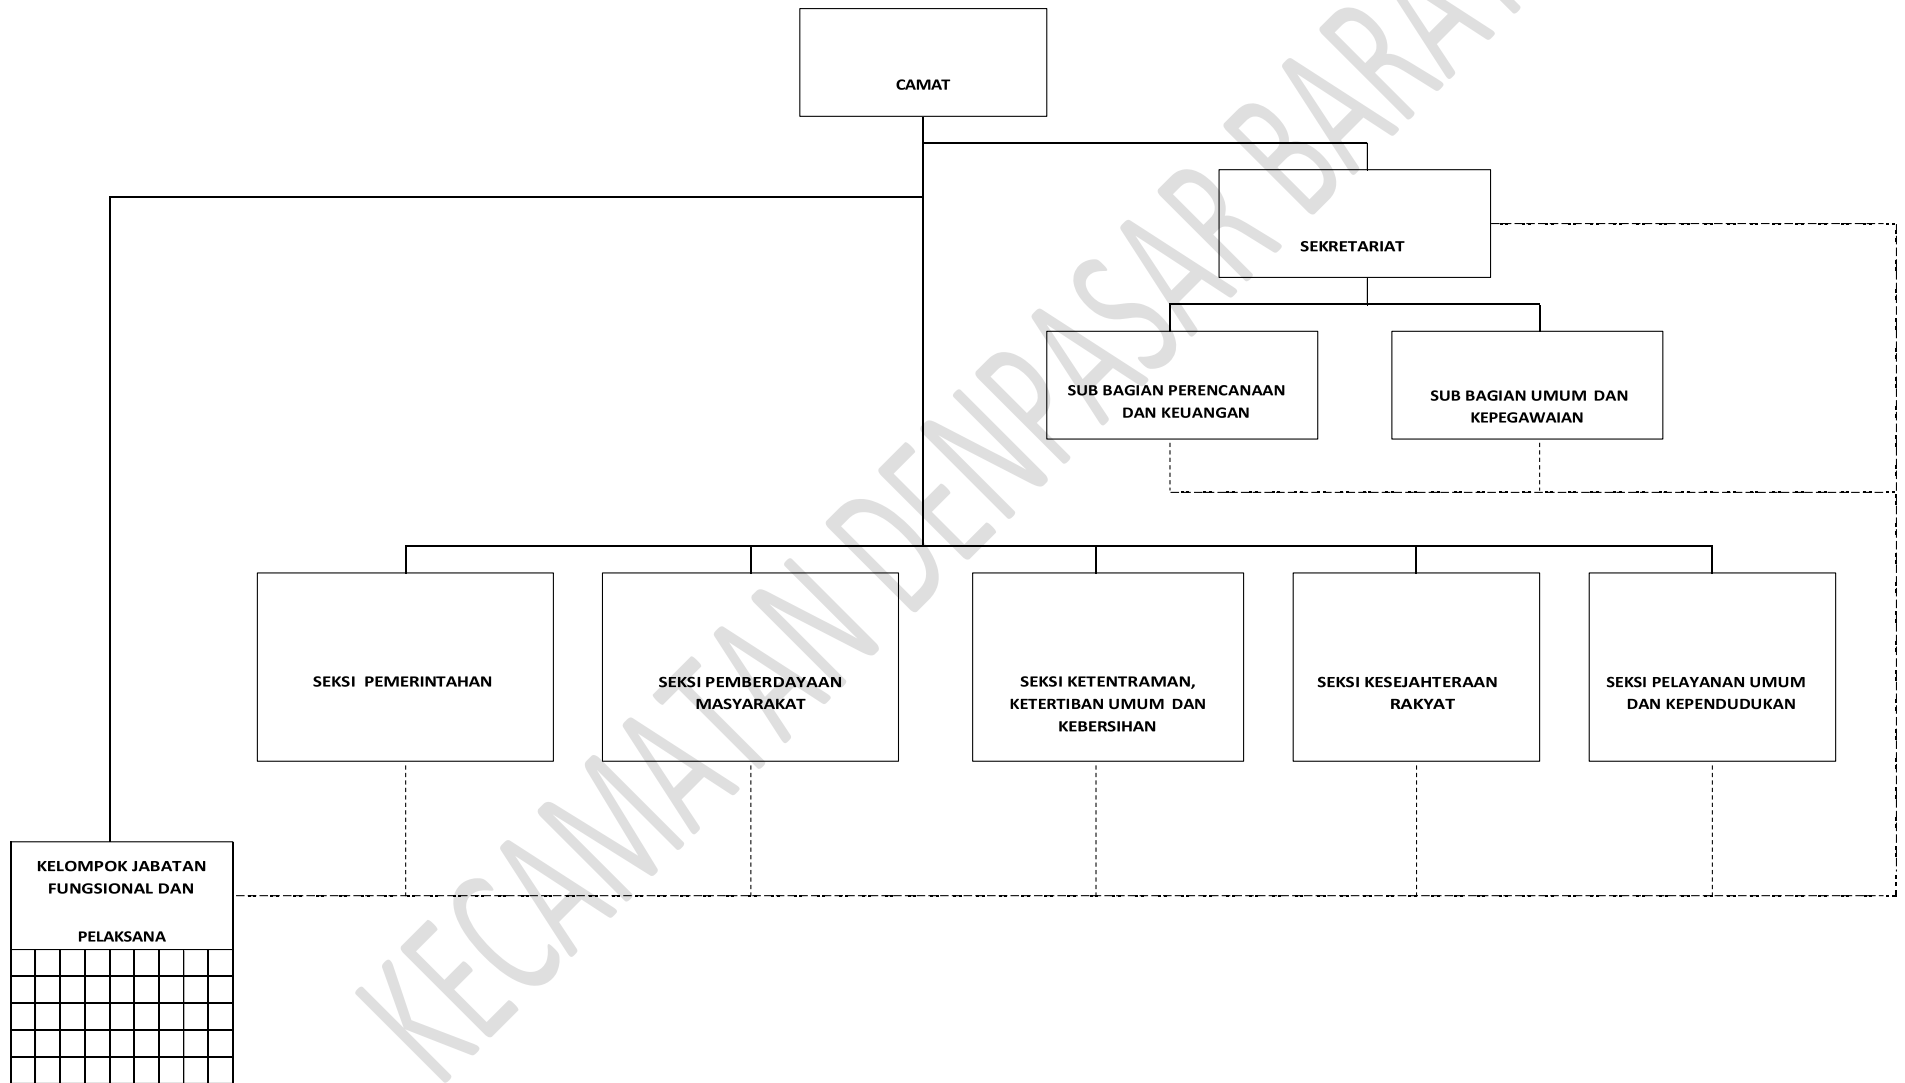 CAMAT
SEKRETARIAT
SUB BAGIAN PERENCANAAN
DAN KEUANGAN
SUB BAGIAN UMUM DAN
KEPEGAWAIAN
SEKSI PEMERINTAHAN
SEKSI PEMBERDAYAAN
MASYARAKAT
SEKSI KETENTRAMAN,
KETERTIBAN UMUM DAN
KEBERSIHAN
SEKSI KESEJAHTERAAN
RAKYAT
SEKSI PELAYANAN UMUM
DAN KEPENDUDUKAN
KELOMPOK JABATAN
FUNGSIONAL DAN
PELAKSANA
KECAMATAN DENPASAR BARAT